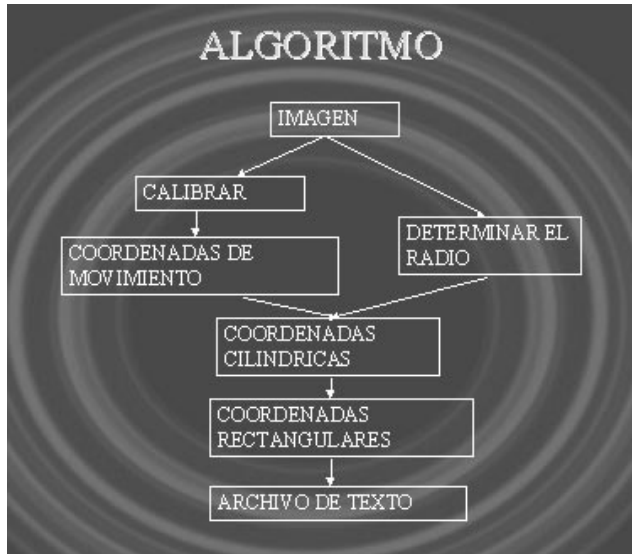 ALGORITMO
IMAGEN
CALIBRAR
COORDENADAS DE
MOVIMIENTO
DETERMINAR EL
RADIO
COORDENADAS
CILINDRICAS
COORDENADAS
RECTANGULARES
ARCHIVO DE TEXTO